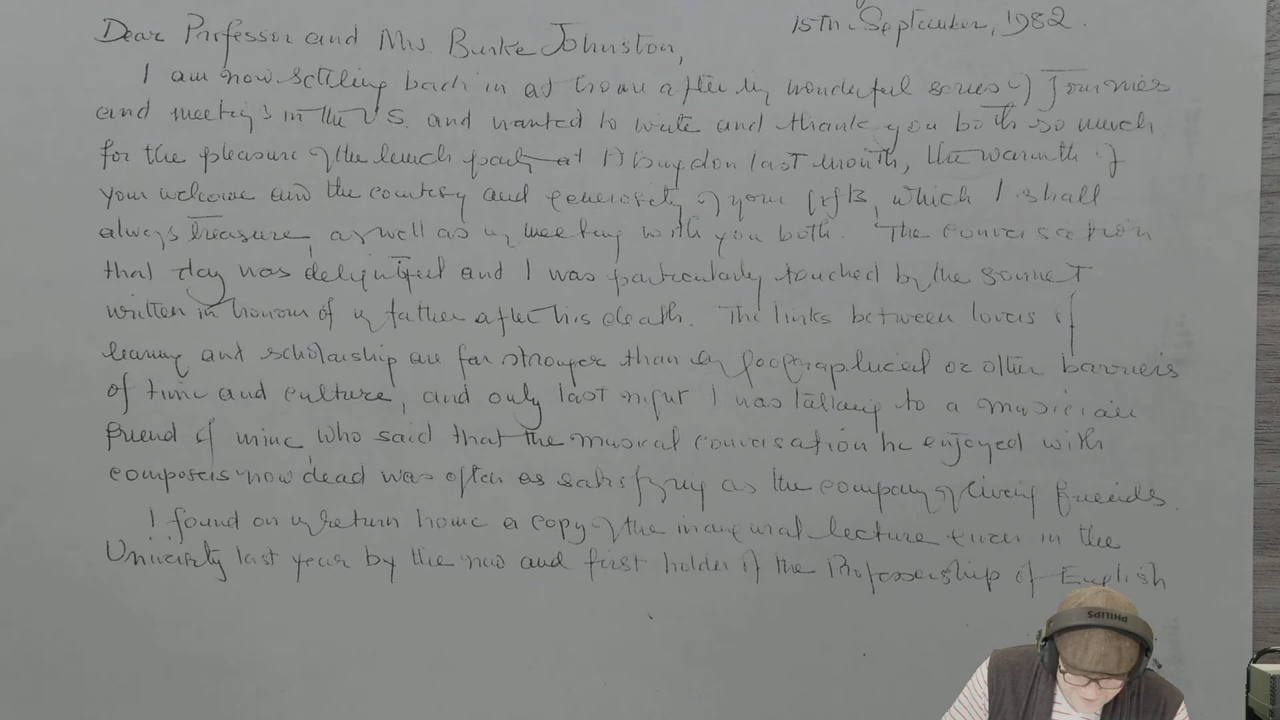 15th September, 1982.
Dear Professor and Mrs. Burke Johnston,
I am now settling back in at home after my wonderful series of journies
and meetings in the U S. and wanted to write and thank you both so much
for the pleasure of the lunch party at Abingdon last month, the warmth of
your welcome and the courtesy and generosity of your gift, which I shall
always treasure, as well as my meeting with you both. The conversation
that day was delightful and I was particularly touched by the sonnet
written in honour of my father after his death. The links between lovers of
learning and scholarship are far stronger than any or other barriers
of time and culture, and only last night I was talking to a musician
friend of mine, who said that the musical conversation he enjoyed with
composers now dead was often as satisfying as the company of living friends.
I found on my return home a copy of the inaugural lecture given in the
University last year by the new and first holder of the Professorship of English
PHILIPS